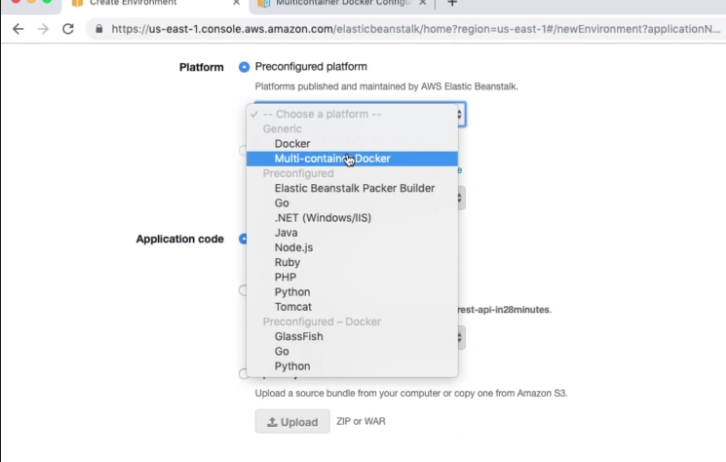 Create Environment
Multicontainer Docker Configu
https://us-east-1.console.aws.amazon.com/elasticbeanstalk/home?region=us-east-1#/newEnvironment?applicationN...
Platform
Preconfigured platform
Platforms published and maintained by AWS Elastic Beanstalk.
-- Choose a platform --
Generic
Docker
Multi-container Docker
Preconfigured
Elastic Beanstalk Packer Builder
Go
.NET (Windows/IIS)
Java
Node.js
Ruby
PHP
Python
Tomcat
Preconfigured – Docker
GlassFish
Go
Python
Application code
rest-api-in28minutes.
Upload a source bundle from your computer or copy one from Amazon S3.
Upload
ZIP or WAR